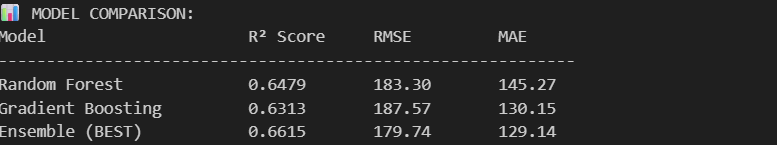 📊 MODEL COMPARISON:
Model R² Score RMSE MAE
------------------------------------------------------------
Random Forest 0.6479 183.30 145.27
Gradient Boosting 0.6313 187.57 130.15
Ensemble (BEST) 0.6615 179.74 129.14